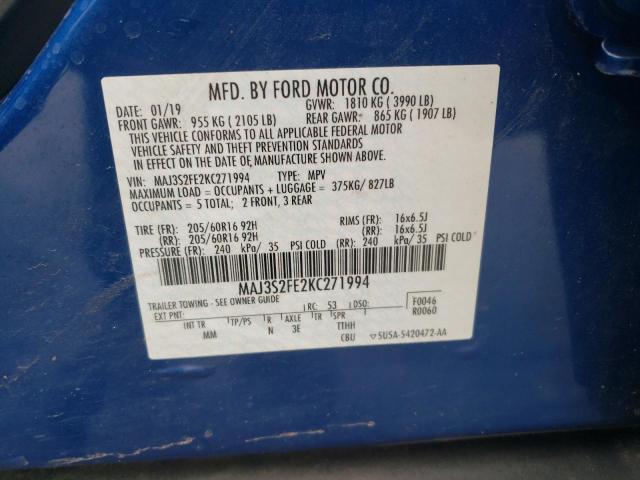 MFD. BY FORD MOTOR CO.
DATE: 01/19 GVWR: 1810 KG ( 3990 LB)
FRONT GAWR: 955 KG ( 2105 LB) REAR GAWR: 865 KG ( 1907 LB)
THIS VEHICLE CONFORMS TO ALL APPLICABLE FEDERAL MOTOR
VEHICLE SAFETY AND THEFT PREVENTION STANDARDS
IN EFFECT ON THE DATE OF MANUFACTURE SHOWN ABOVE.
VIN: MAJ3S2FE2KC271994 TYPE: MPV
MAXIMUM LOAD = OCCUPANTS + LUGGAGE = 375KG/ 827LB
OCCUPANTS = 5 TOTAL; 2 FRONT, 3 REAR
TIRE (FR): 205/60R16 92H RIMS (FR): 16x6.5J
(RR): 205/60R16 92H (RR): 16x6.5J
PRESSURE (FR): 240 kPa/ 35 PSI COLD (RR): 240 kPa/ 35 PSI COLD
MAJ3S2FE2KC271994
TRAILER TOWING - SEE OWNER GUIDE
EXT PNT: RC: 53 DSO: F0046
INT TR TP/PS R AXLE TR SPR R0060
MM N 3E TTHH
CBU 5U5A-5420472-AA